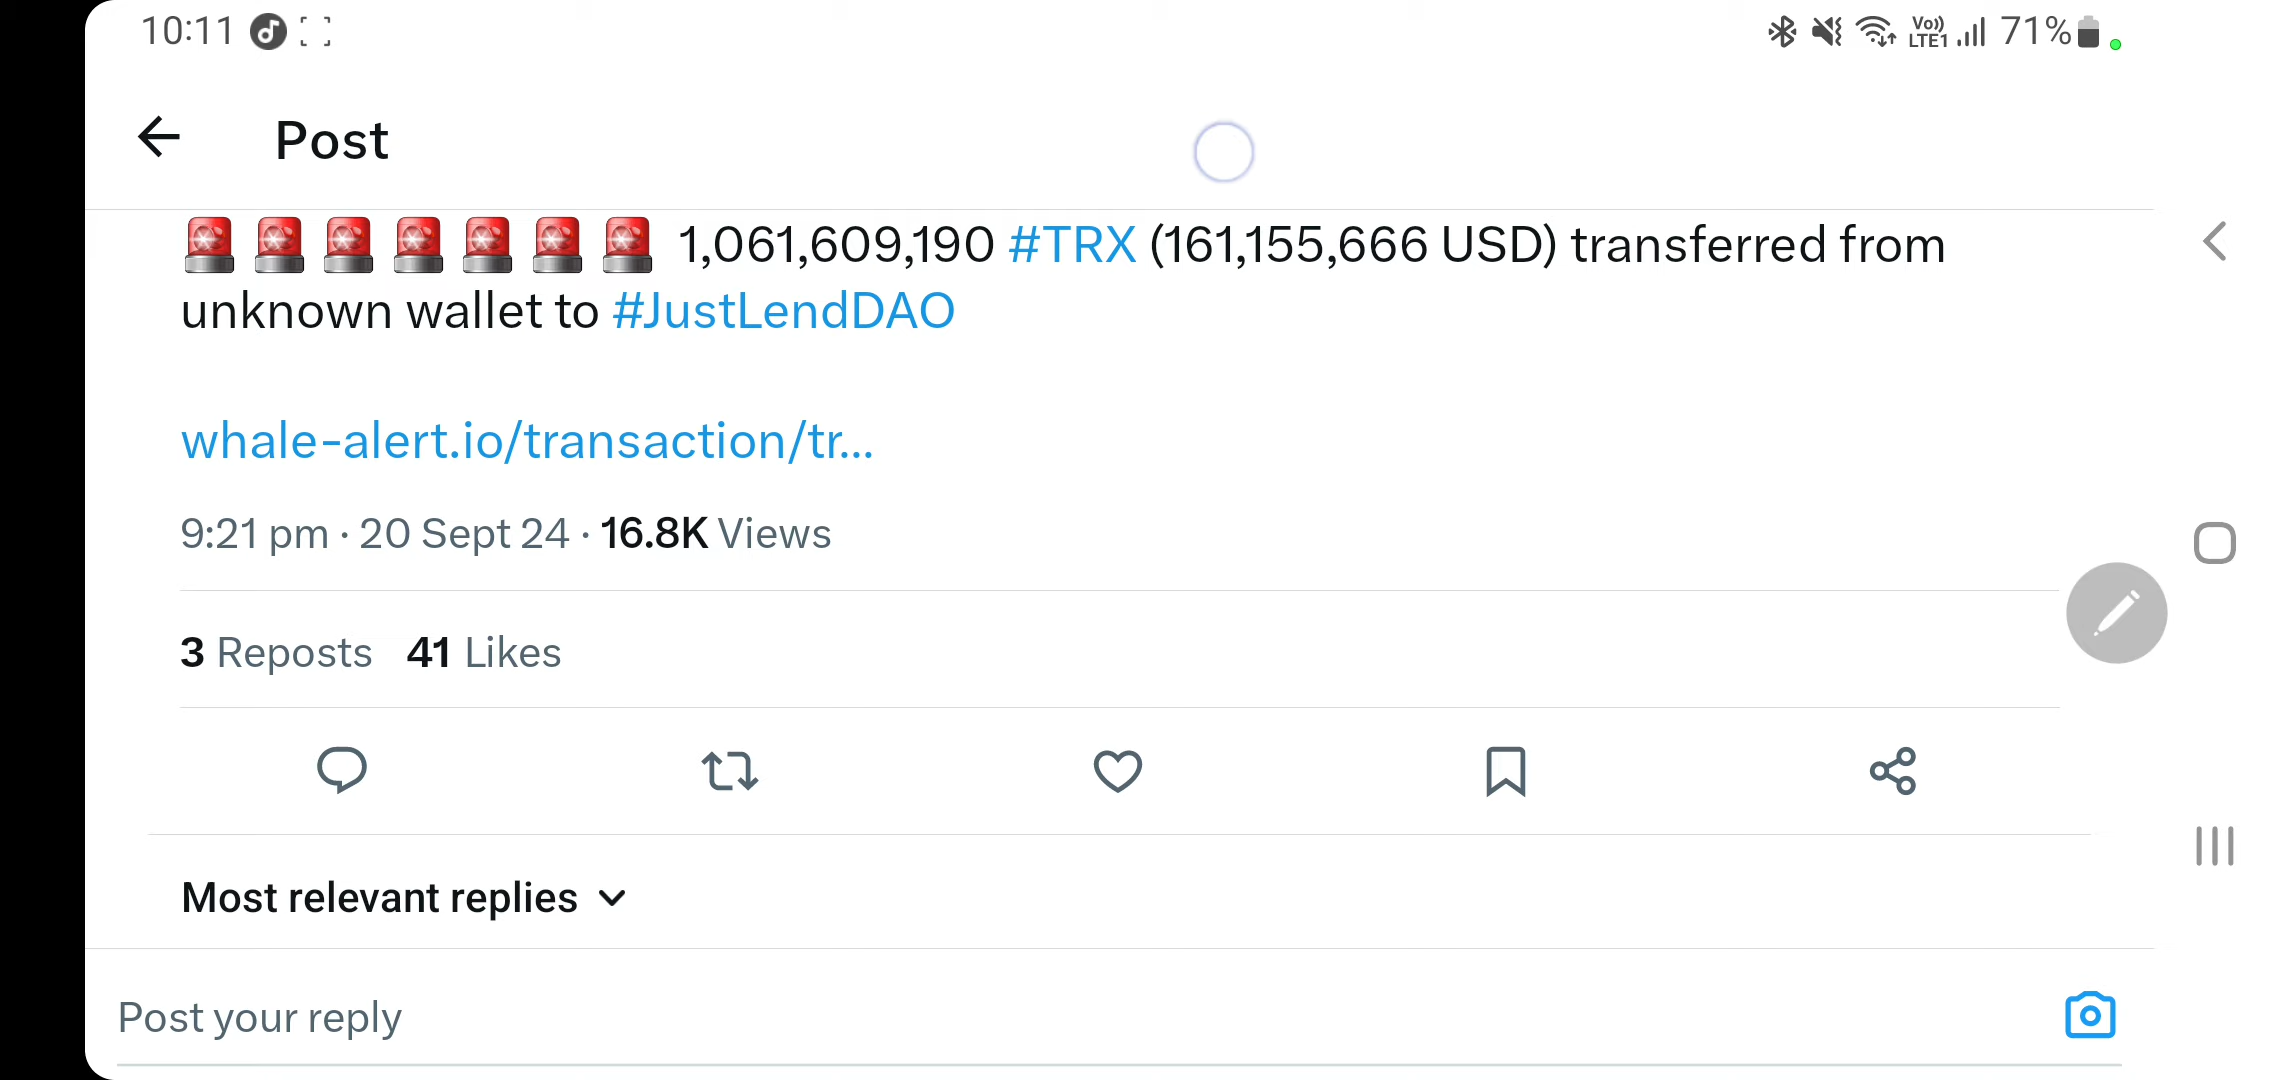 10:11 Vo)) LTE1 71%
Post
1,061,609,190 #TRX (161,155,666 USD) transferred from
unknown wallet to #JustLendDAO
whale-alert.io/transaction/tr...
9:21 pm · 20 Sept 24 · 16.8K Views
3 Reposts 41 Likes
Most relevant replies
Post your reply